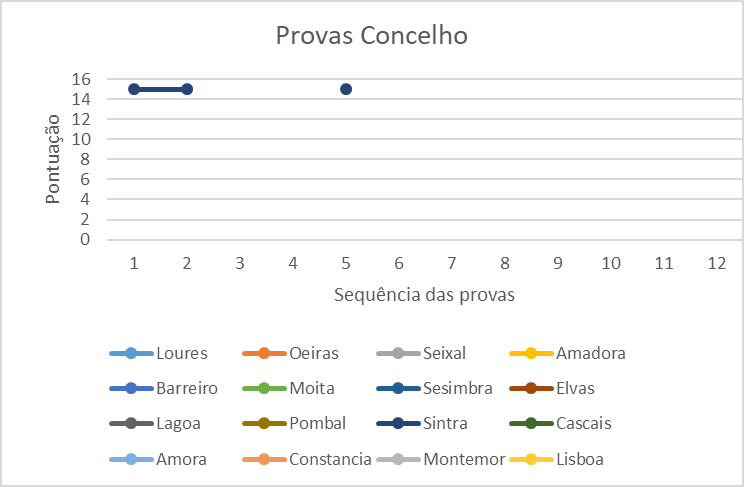 Provas Concelho
16
14
12
10
8
6
4
2
0
Pontuação
1 2 3 4 5 6 7 8 9 10 11 12
Sequência das provas
Loures Oeiras Seixal Amadora
Barreiro Moita Sesimbra Elvas
Lagoa Pombal Sintra Cascais
Amora Constancia Montemor Lisboa